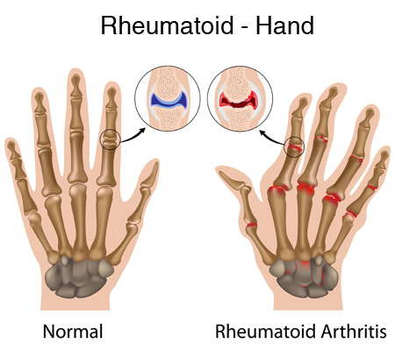 Rheumatoid - Hand
Normal
Rheumatoid Arthritis